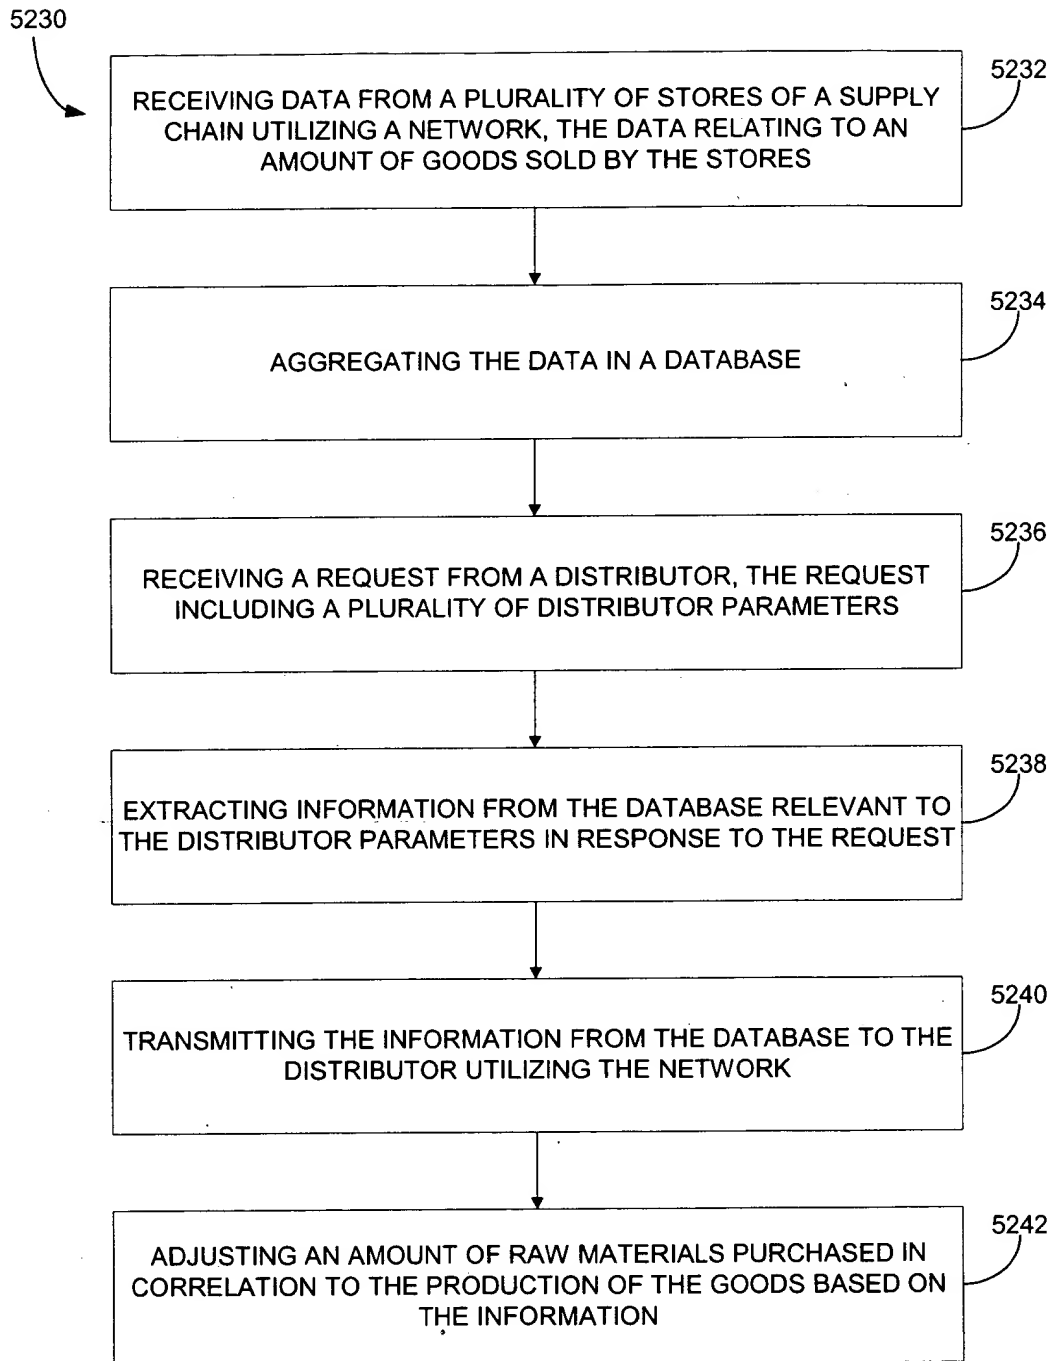 5230
5232
RECEIVING DATA FROM A PLURALITY OF STORES OF A SUPPLY
CHAIN UTILIZING A NETWORK, THE DATA RELATING TO AN
AMOUNT OF GOODS SOLD BY THE STORES
5234
AGGREGATING THE DATA IN A DATABASE
5236
RECEIVING A REQUEST FROM A DISTRIBUTOR, THE REQUEST
INCLUDING A PLURALITY OF DISTRIBUTOR PARAMETERS
5238
EXTRACTING INFORMATION FROM THE DATABASE RELEVANT TO
THE DISTRIBUTOR PARAMETERS IN RESPONSE TO THE REQUEST
5240
TRANSMITTING THE INFORMATION FROM THE DATABASE TO THE
DISTRIBUTOR UTILIZING THE NETWORK
5242
ADJUSTING AN AMOUNT OF RAW MATERIALS PURCHASED IN
CORRELATION TO THE PRODUCTION OF THE GOODS BASED ON
THE INFORMATION